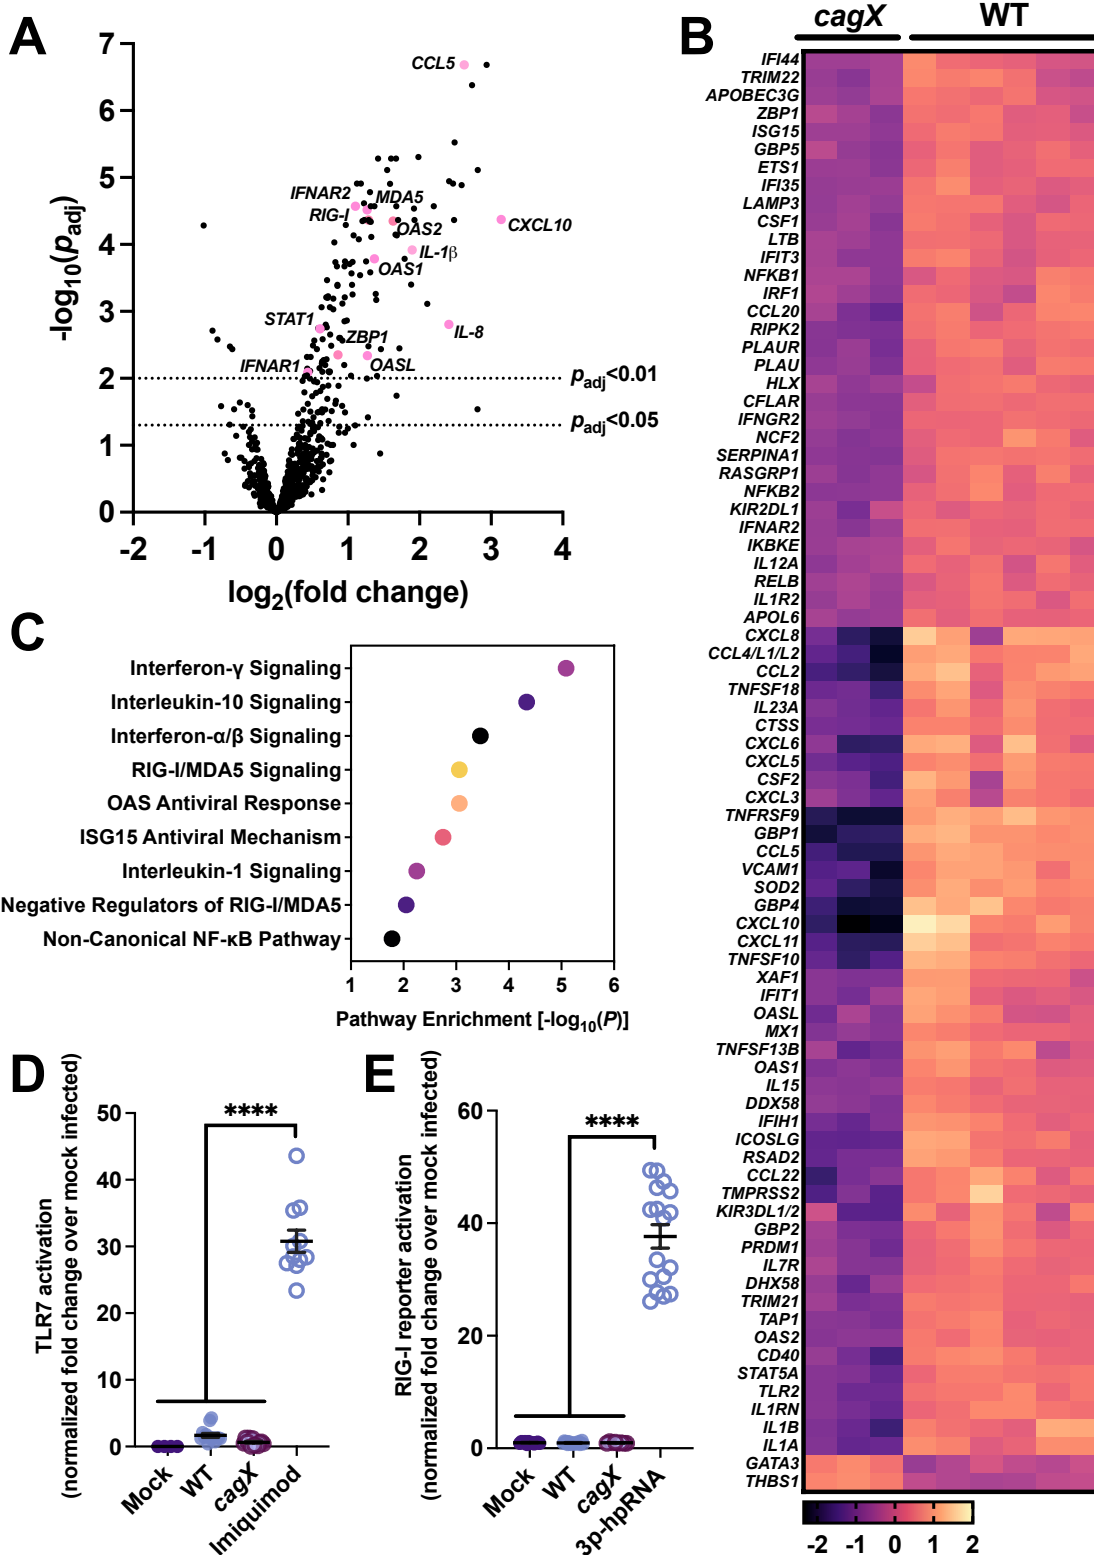 A
7
6
5
4
3
2
1
0
-2
-1
0
1
2
3
4
-log10(padj)
log2(fold change)
CCL5
IFNAR2
MDA5
RIG-I
OAS2
CXCL10
IL-1β
OAS1
STAT1
IL-8
ZBP1
IFNAR1
OASL
padj<0.01
padj<0.05
B
cagX
WT
IFI44
TRIM22
APOBEC3G
ZBP1
ISG15
GBP5
ETS1
IFI35
LAMP3
CSF1
LTB
IFIT3
NFKB1
IRF1
CCL20
RIPK2
PLAUR
PLAU
HLX
CFLAR
IFNGR2
NCF2
SERPINA1
RASGRP1
NFKB2
KIR2DL1
IFNAR2
IKBKE
IL12A
RELB
IL1R2
APOL6
CXCL8
CCL4/L1/L2
CCL2
TNFSF18
IL23A
CTSS
CXCL6
CXCL5
CSF2
CXCL3
TNFRSF9
GBP1
CCL5
VCAM1
SOD2
GBP4
CXCL10
CXCL11
TNFSF10
XAF1
IFIT1
OASL
MX1
TNFSF13B
OAS1
IL15
DDX58
IFIH1
ICOSLG
RSAD2
CCL22
TMPRSS2
KIR3DL1/2
GBP2
PRDM1
IL7R
DHX58
TRIM21
TAP1
OAS2
CD40
STAT5A
TLR2
IL1RN
IL1B
IL1A
GATA3
THBS1
-2
-1
0
1
2
C
Interferon-γ Signaling
Interleukin-10 Signaling
Interferon-α/β Signaling
RIG-I/MDA5 Signaling
OAS Antiviral Response
ISG15 Antiviral Mechanism
Interleukin-1 Signaling
Negative Regulators of RIG-I/MDA5
Non-Canonical NF-κB Pathway
1
2
3
4
5
6
Pathway Enrichment [-log10(P)]
D
TLR7 activation
(normalized fold change over mock infected)
50
40
30
20
10
0
****
Mock
WT
cagX
Imiquimod
E
RIG-I reporter activation
(normalized fold change over mock infected)
60
40
20
0
****
Mock
WT
cagX
3p-hpRNA